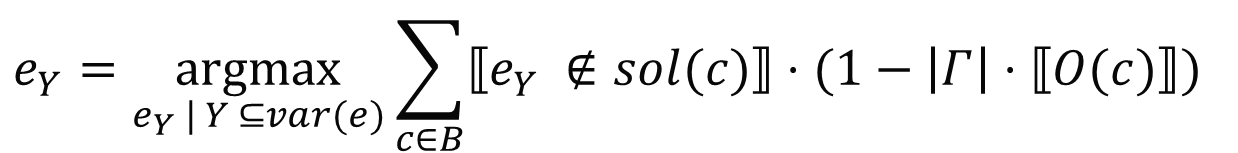 e_Y = argmax_{e_Y | Y ⊆var(e)} ∑_{c∈B} ⟦e_Y ∉ sol(c)⟧ · (1 − |Γ| · ⟦O(c)⟧)